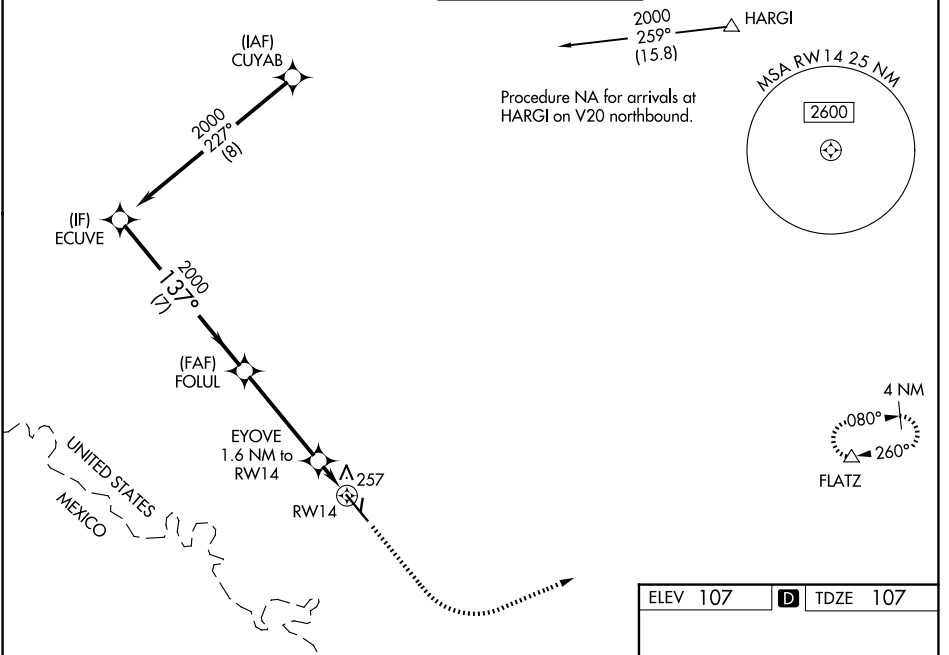 2000
259°
(15.8)
HARGI
(IAF)
CUYAB
MSA RW 14 25 NM
2600
Procedure NA for arrivals at
HARGI on V20 northbound.
2000
227°
(8)
(IF)
ECUVE
2000
137°
(7)
(FAF)
FOLUL
4 NM
080°
260°
FLATZ
EYOVE
1.6 NM to
RW14
257
RW14
UNITED STATES
MEXICO
ELEV 107 D TDZE 107